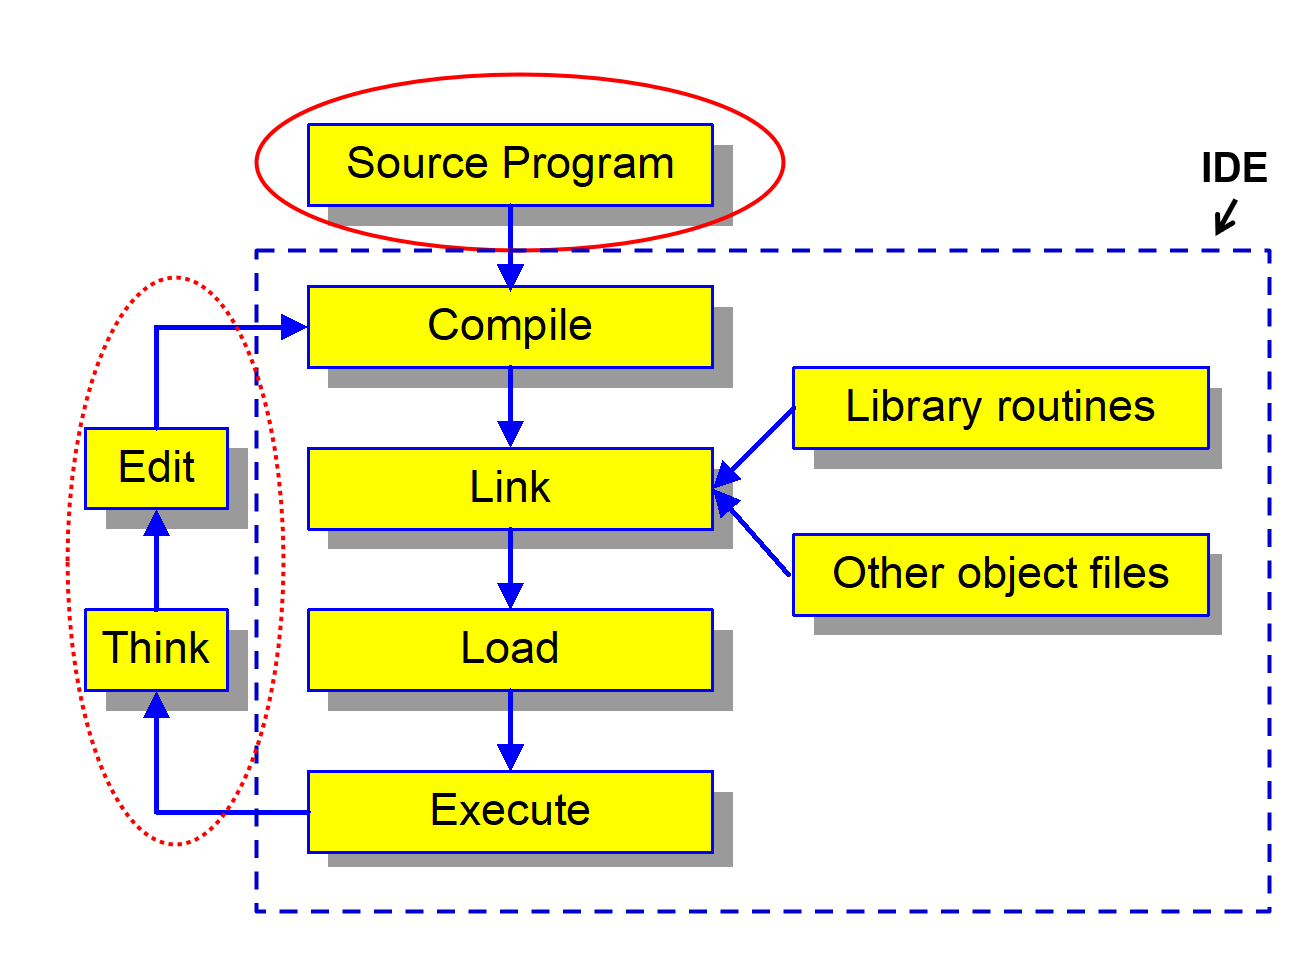 Source Program
IDE
Compile
Library routines
Edit
Link
Other object files
Think
Load
Execute